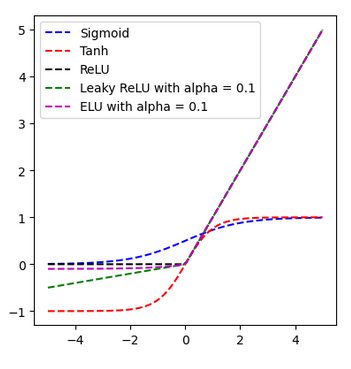 5
4
3
2
1
0
−1
Sigmoid
Tanh
ReLU
Leaky ReLU with alpha = 0.1
ELU with alpha = 0.1
−4 −2 0 2 4